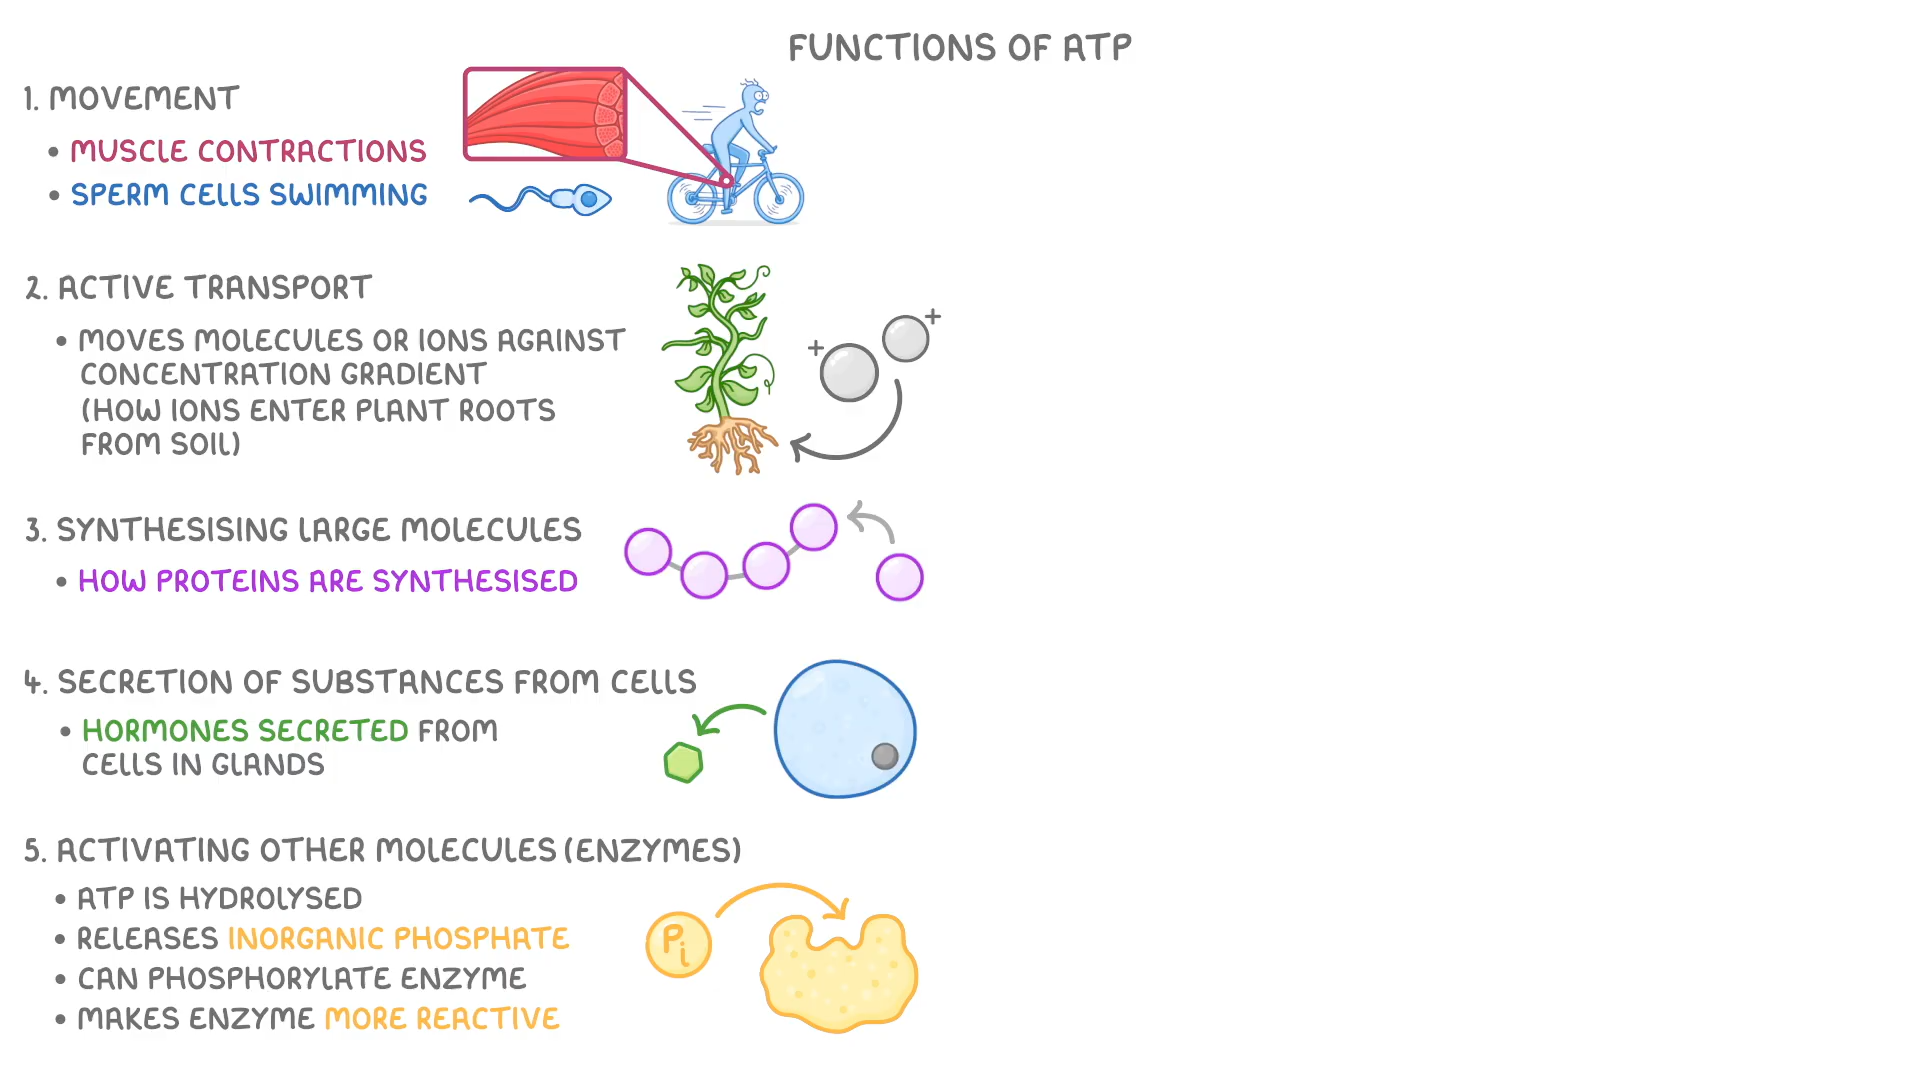 FUNCTIONS OF ATP
1. MOVEMENT
• MUSCLE CONTRACTIONS
• SPERM CELLS SWIMMING
2. ACTIVE TRANSPORT
• MOVES MOLECULES OR IONS AGAINST
CONCENTRATION GRADIENT
(HOW IONS ENTER PLANT ROOTS
FROM SOIL)
+
+
3. SYNTHESISING LARGE MOLECULES
• HOW PROTEINS ARE SYNTHESISED
4. SECRETION OF SUBSTANCES FROM CELLS
• HORMONES SECRETED FROM
CELLS IN GLANDS
5. ACTIVATING OTHER MOLECULES (ENZYMES)
• ATP IS HYDROLYSED
• RELEASES INORGANIC PHOSPHATE
• CAN PHOSPHORYLATE ENZYME
• MAKES ENZYME MORE REACTIVE
Pi